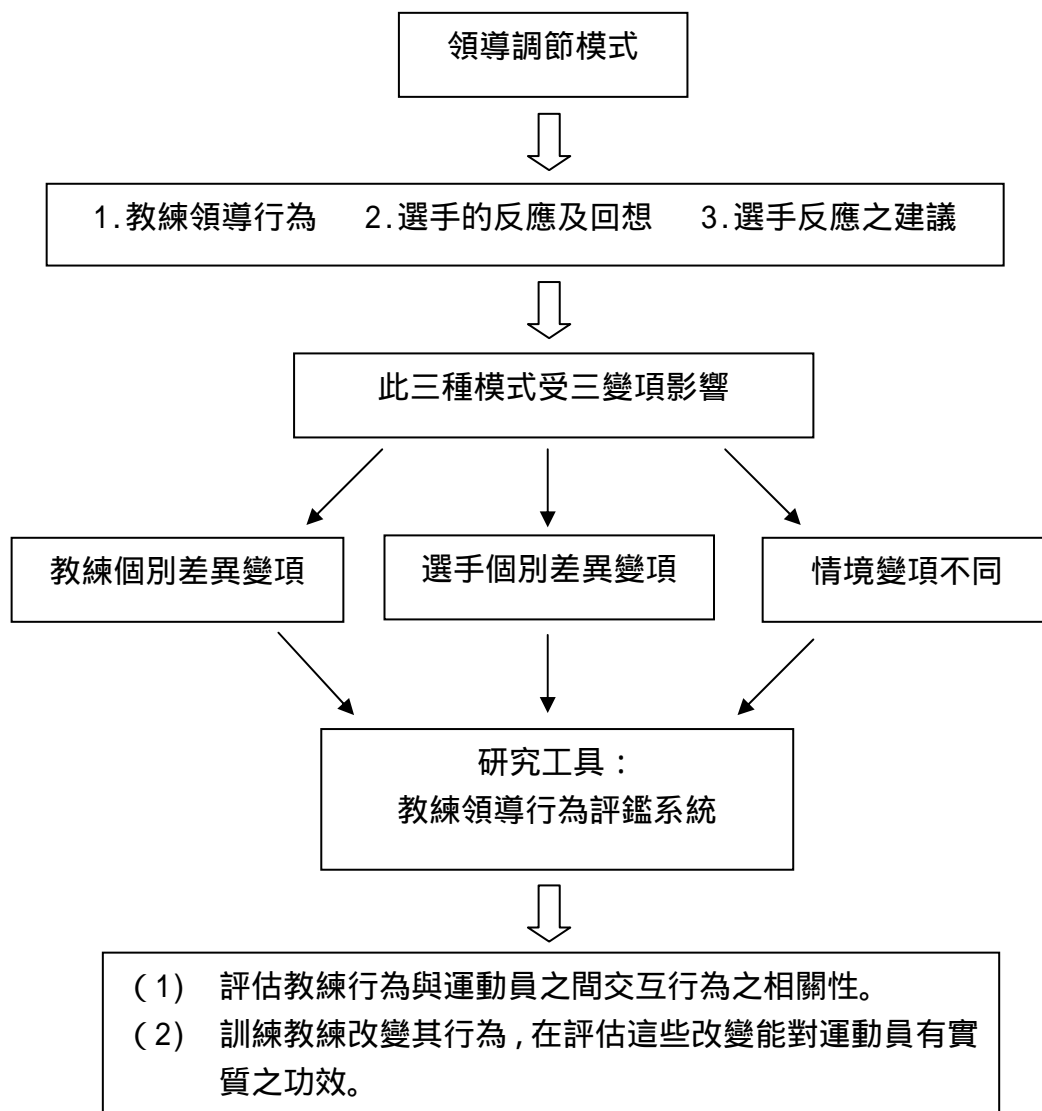 領導調節模式
1.教練領導行為 2.選手的反應及回想 3.選手反應之建議
此三種模式受三變項影響
教練個別差異變項
選手個別差異變項
情境變項不同
研究工具：
教練領導行為評鑑系統
（1) 評估教練行為與運動員之間交互行為之相關性。
（2) 訓練教練改變其行為,在評估這些改變能對運動員有實
質之功效。